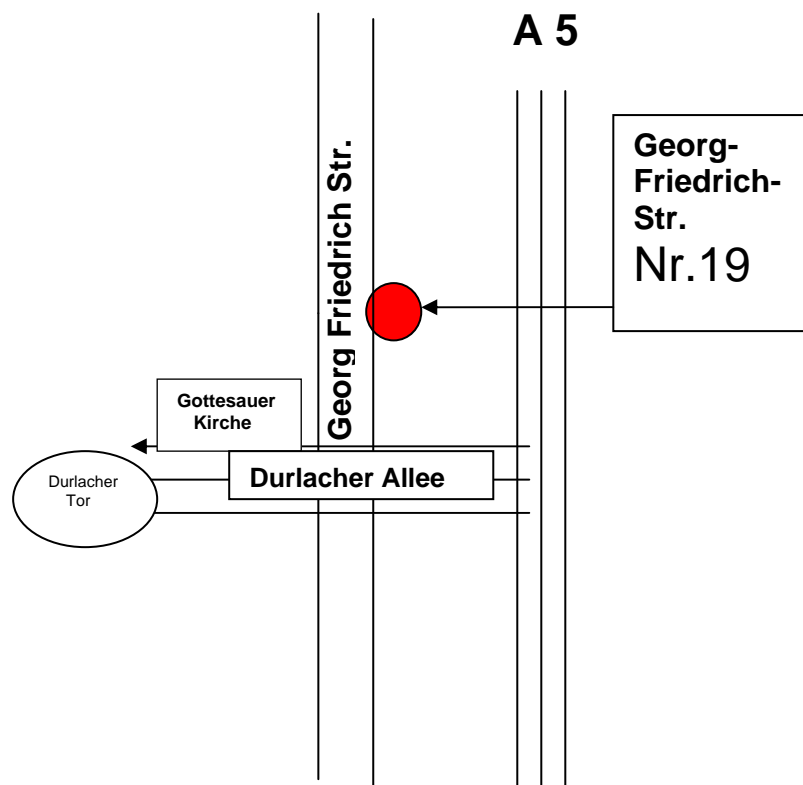 A 5
Georg-
Friedrich-
Str.
Nr.19
Georg Friedrich Str.
Gottesauer
Kirche
Durlacher Allee
Durlacher
Tor